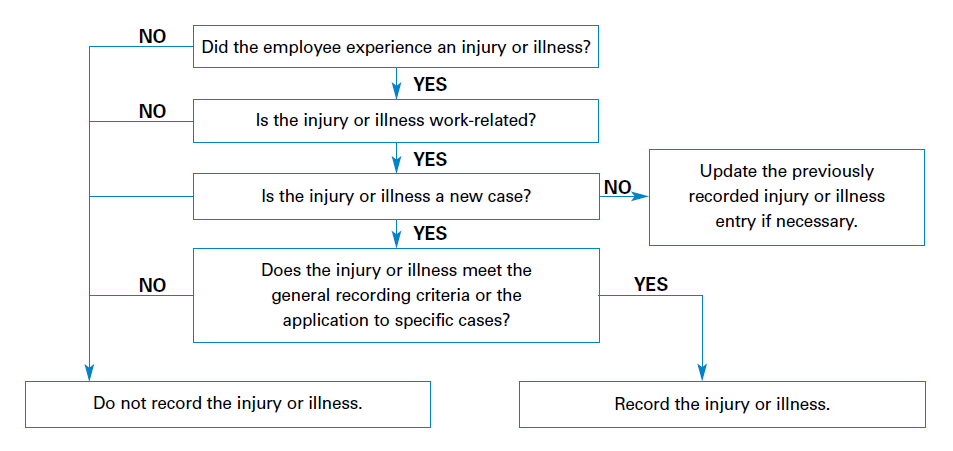 NO
Did the employee experience an injury or illness?
YES
NO
Is the injury or illness work-related?
YES
Is the injury or illness a new case?
NO
Update the previously
recorded injury or illness
entry if necessary.
YES
NO
Does the injury or illness meet the
general recording criteria or the
application to specific cases?
YES
Do not record the injury or illness.
Record the injury or illness.